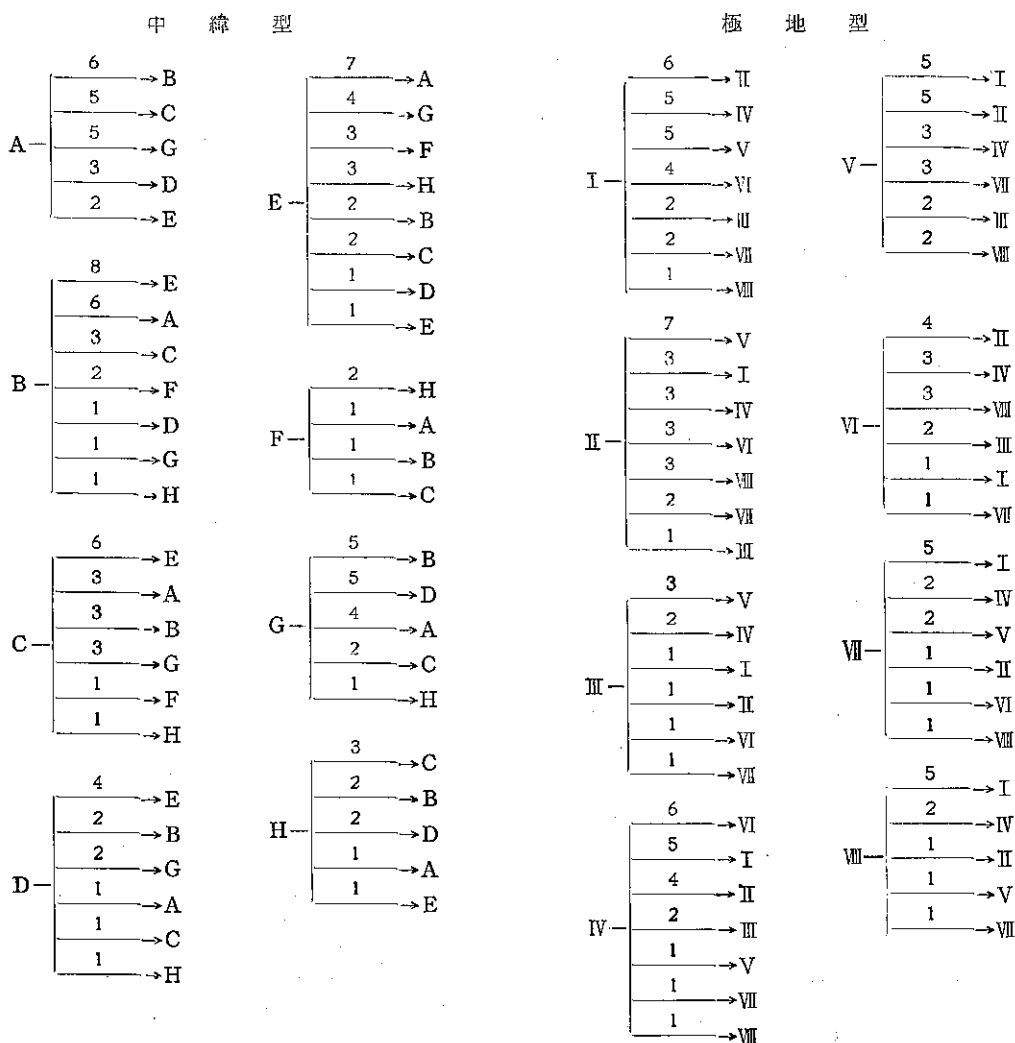 中緯型
A
6 → B
5 → C
5 → G
3 → D
2 → E
B
8 → E
6 → A
3 → C
2 → F
1 → D
1 → G
1 → H
C
6 → E
3 → A
3 → B
3 → G
1 → F
1 → H
D
4 → E
2 → B
2 → G
1 → A
1 → C
1 → H
E
7 → A
4 → G
3 → F
3 → H
2 → B
2 → C
1 → D
1 → E
F
2 → H
1 → A
1 → B
1 → C
G
5 → B
5 → D
4 → A
2 → C
1 → H
H
3 → C
2 → B
2 → D
1 → A
1 → E
極地型
Ⅰ
6 → Ⅱ
5 → Ⅳ
5 → Ⅴ
4 → Ⅵ
2 → Ⅲ
2 → Ⅶ
1 → Ⅷ
Ⅱ
7 → Ⅴ
3 → Ⅰ
3 → Ⅳ
3 → Ⅵ
3 → Ⅷ
2 → Ⅶ
1 → Ⅲ
Ⅲ
3 → Ⅴ
2 → Ⅳ
1 → Ⅰ
1 → Ⅱ
1 → Ⅵ
1 → Ⅶ
Ⅳ
6 → Ⅵ
5 → Ⅰ
4 → Ⅱ
2 → Ⅲ
1 → Ⅴ
1 → Ⅶ
1 → Ⅷ
Ⅴ
5 → Ⅰ
5 → Ⅱ
3 → Ⅳ
3 → Ⅶ
2 → Ⅲ
2 → Ⅷ
Ⅵ
4 → Ⅱ
3 → Ⅳ
3 → Ⅷ
2 → Ⅲ
1 → Ⅰ
1 → Ⅶ
Ⅶ
5 → Ⅰ
2 → Ⅳ
2 → Ⅴ
1 → Ⅱ
1 → Ⅵ
1 → Ⅷ
Ⅷ
5 → Ⅰ
2 → Ⅳ
1 → Ⅱ
1 → Ⅴ
1 → Ⅶ